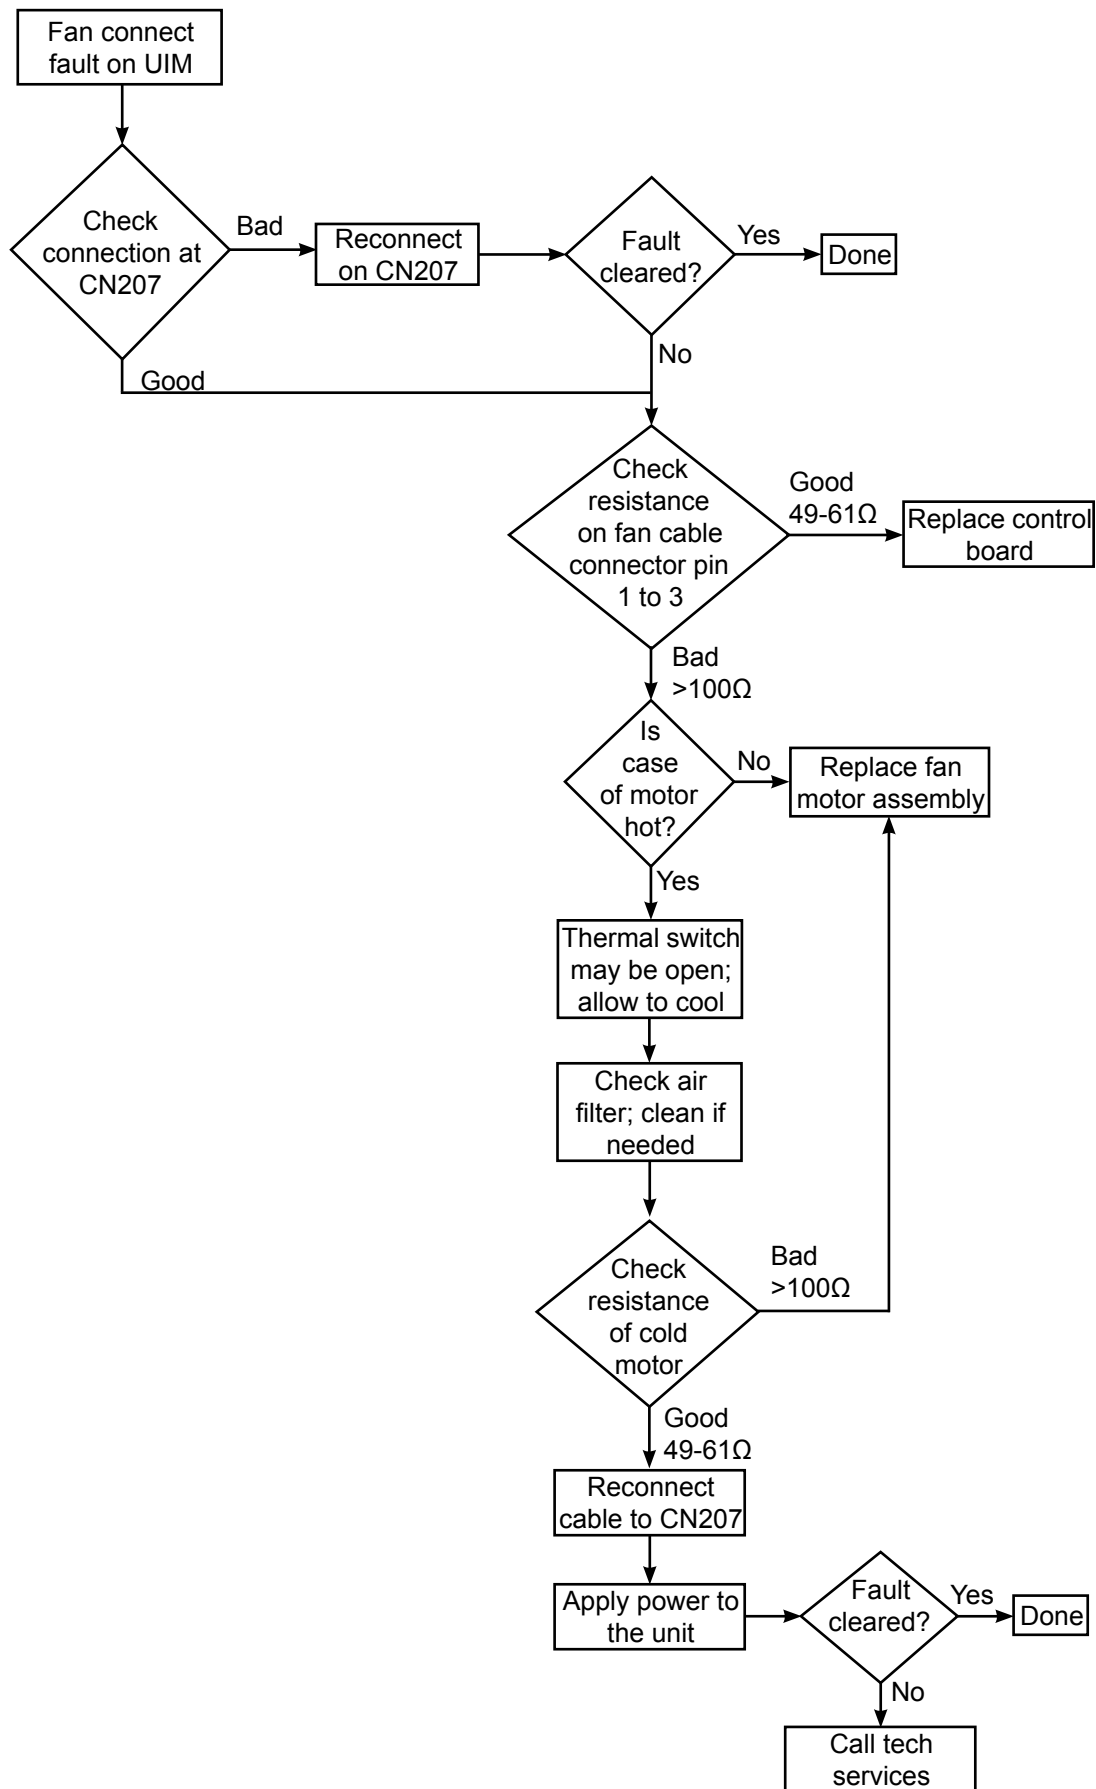 Fan connect
fault on UIM
Check
connection at
CN207
Bad
Reconnect
on CN207
Fault
cleared?
Yes
Done
No
Good
Check
resistance
on fan cable
connector pin
1 to 3
Good
49-61Ω
Replace control
board
Bad
>100Ω
Is
case
of motor
hot?
No
Replace fan
motor assembly
Yes
Thermal switch
may be open;
allow to cool
Check air
filter; clean if
needed
Check
resistance
of cold
motor
Bad
>100Ω
Good
49-61Ω
Reconnect
cable to CN207
Apply power to
the unit
Fault
cleared?
Yes
Done
No
Call tech
services